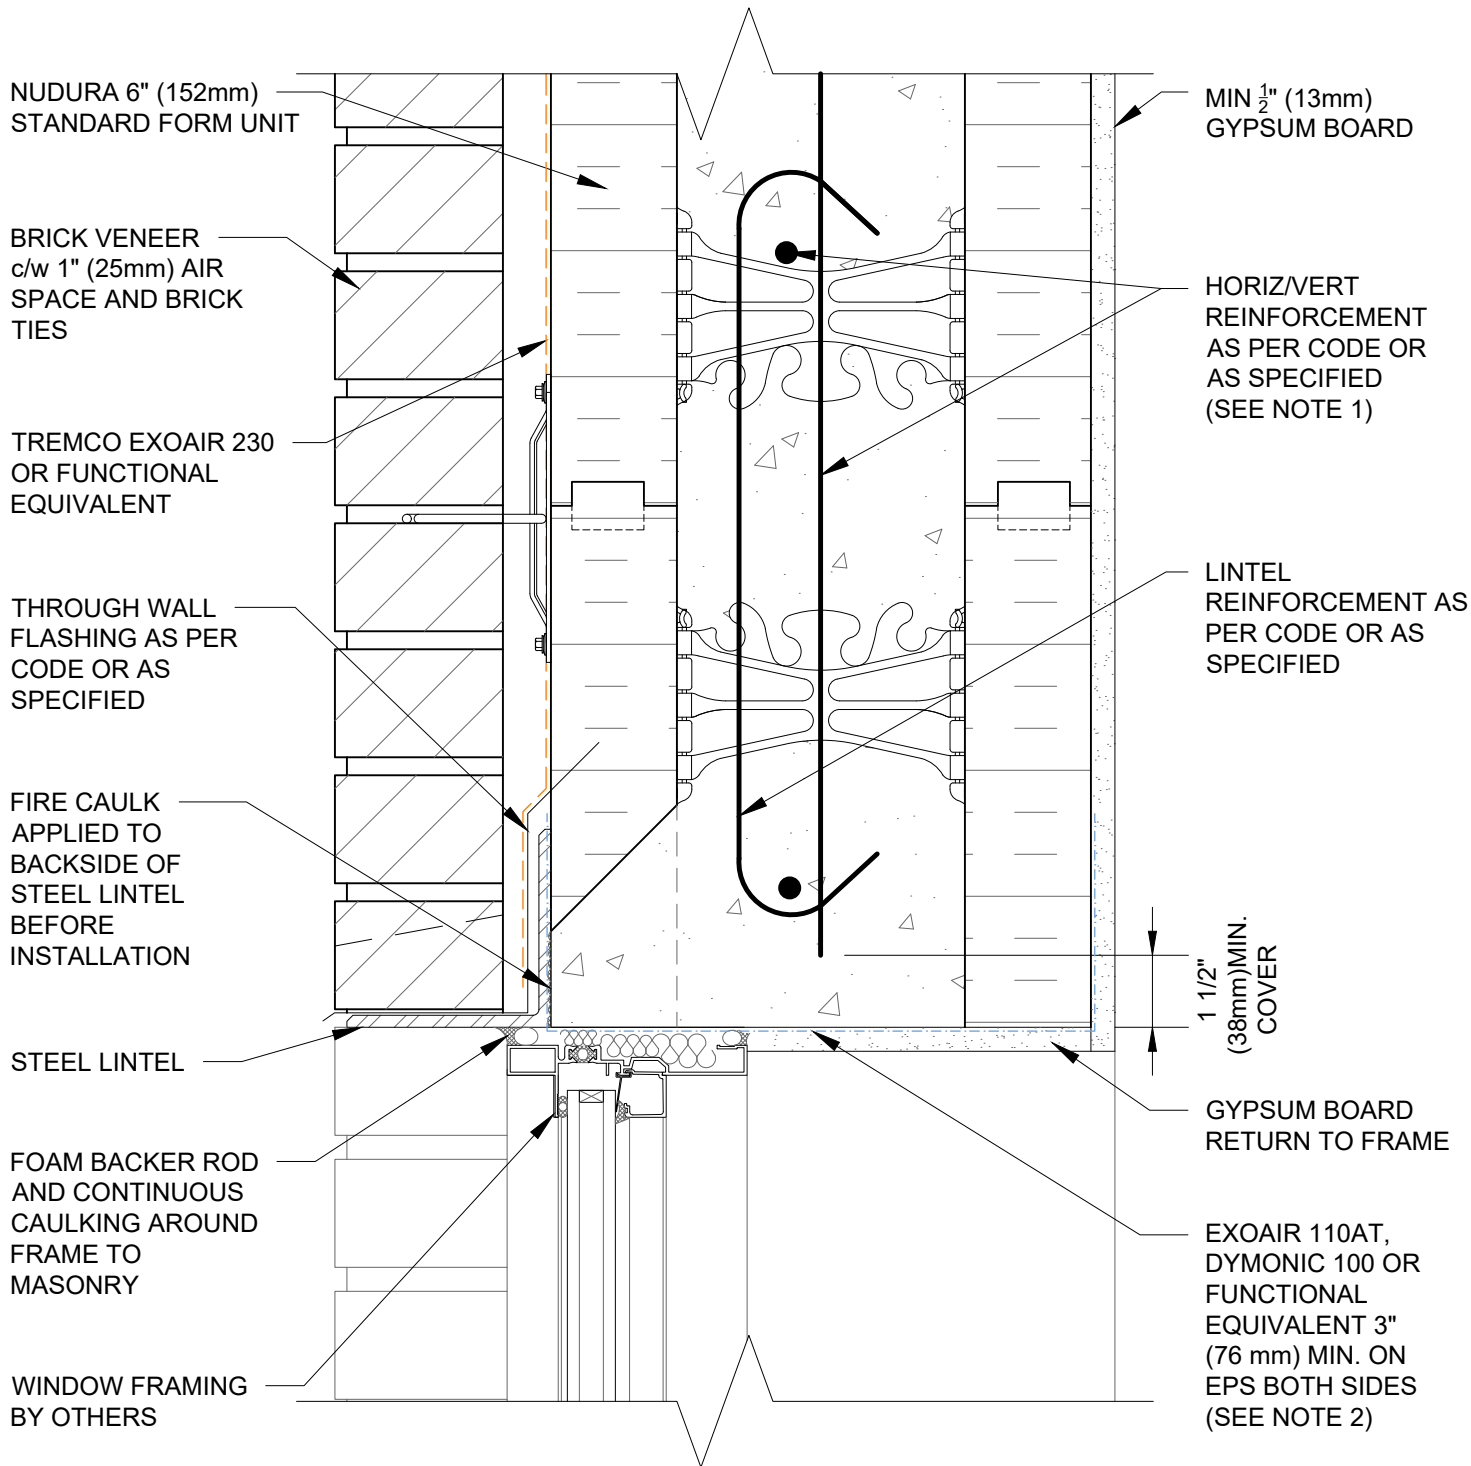 NUDURA 6" (152mm)
STANDARD FORM UNIT
BRICK VENEER
c/w 1" (25mm) AIR
SPACE AND BRICK
TIES
TREMCO EXOAIR 230
OR FUNCTIONAL
EQUIVALENT
THROUGH WALL
FLASHING AS PER
CODE OR AS
SPECIFIED
FIRE CAULK
APPLIED TO
BACKSIDE OF
STEEL LINTEL
BEFORE
INSTALLATION
STEEL LINTEL
FOAM BACKER ROD
AND CONTINUOUS
CAULKING AROUND
FRAME TO
MASONRY
WINDOW FRAMING
BY OTHERS
MIN 1/2" (13mm)
GYPSUM BOARD
HORIZ/VERT
REINFORCEMENT
AS PER CODE OR
AS SPECIFIED
(SEE NOTE 1)
LINTEL
REINFORCEMENT AS
PER CODE OR AS
SPECIFIED
1 1/2"
(38mm)MIN.
COVER
GYPSUM BOARD
RETURN TO FRAME
EXOAIR 110AT,
DYMONIC 100 OR
FUNCTIONAL
EQUIVALENT 3"
(76 mm) MIN. ON
EPS BOTH SIDES
(SEE NOTE 2)